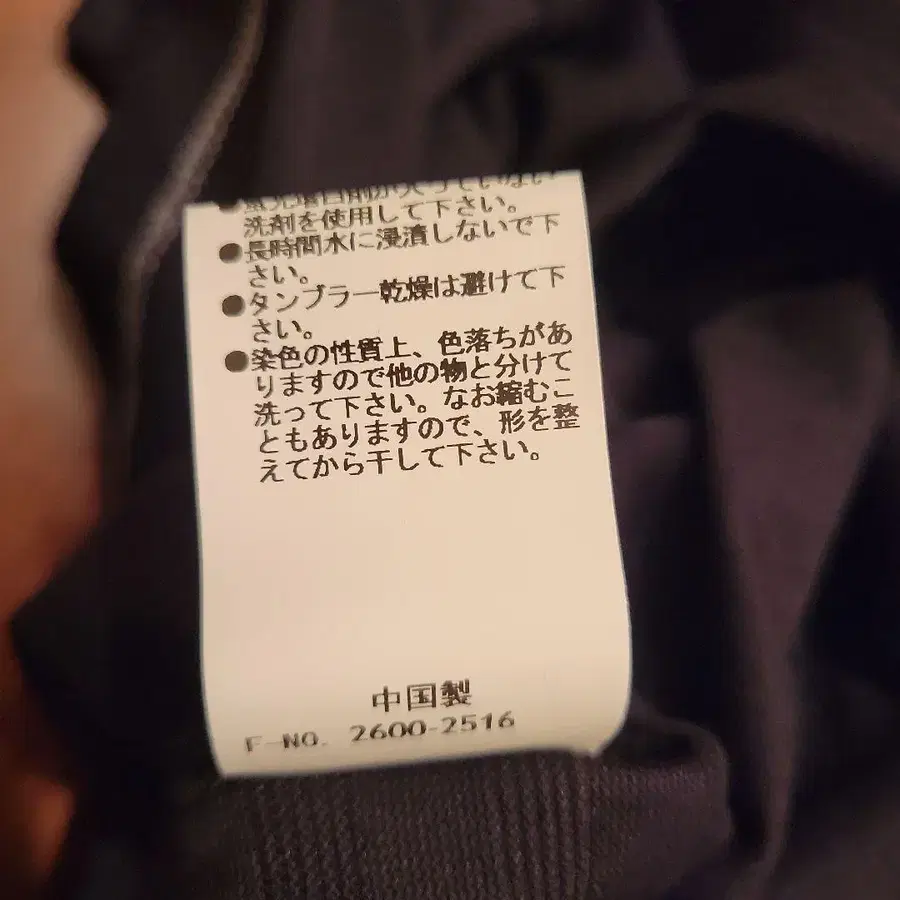 洗剤を使用して下さい。
●長時間水に浸漬しないで下
さい。
●タンブラー乾燥は避けて下
さい。
●染色の性質上、色落ちがあ
りますので他の物と分けて
洗って下さい。なお縮むこ
ともありますので、形を整
えてから干して下さい。
中国製
F-NO. 2600-2516